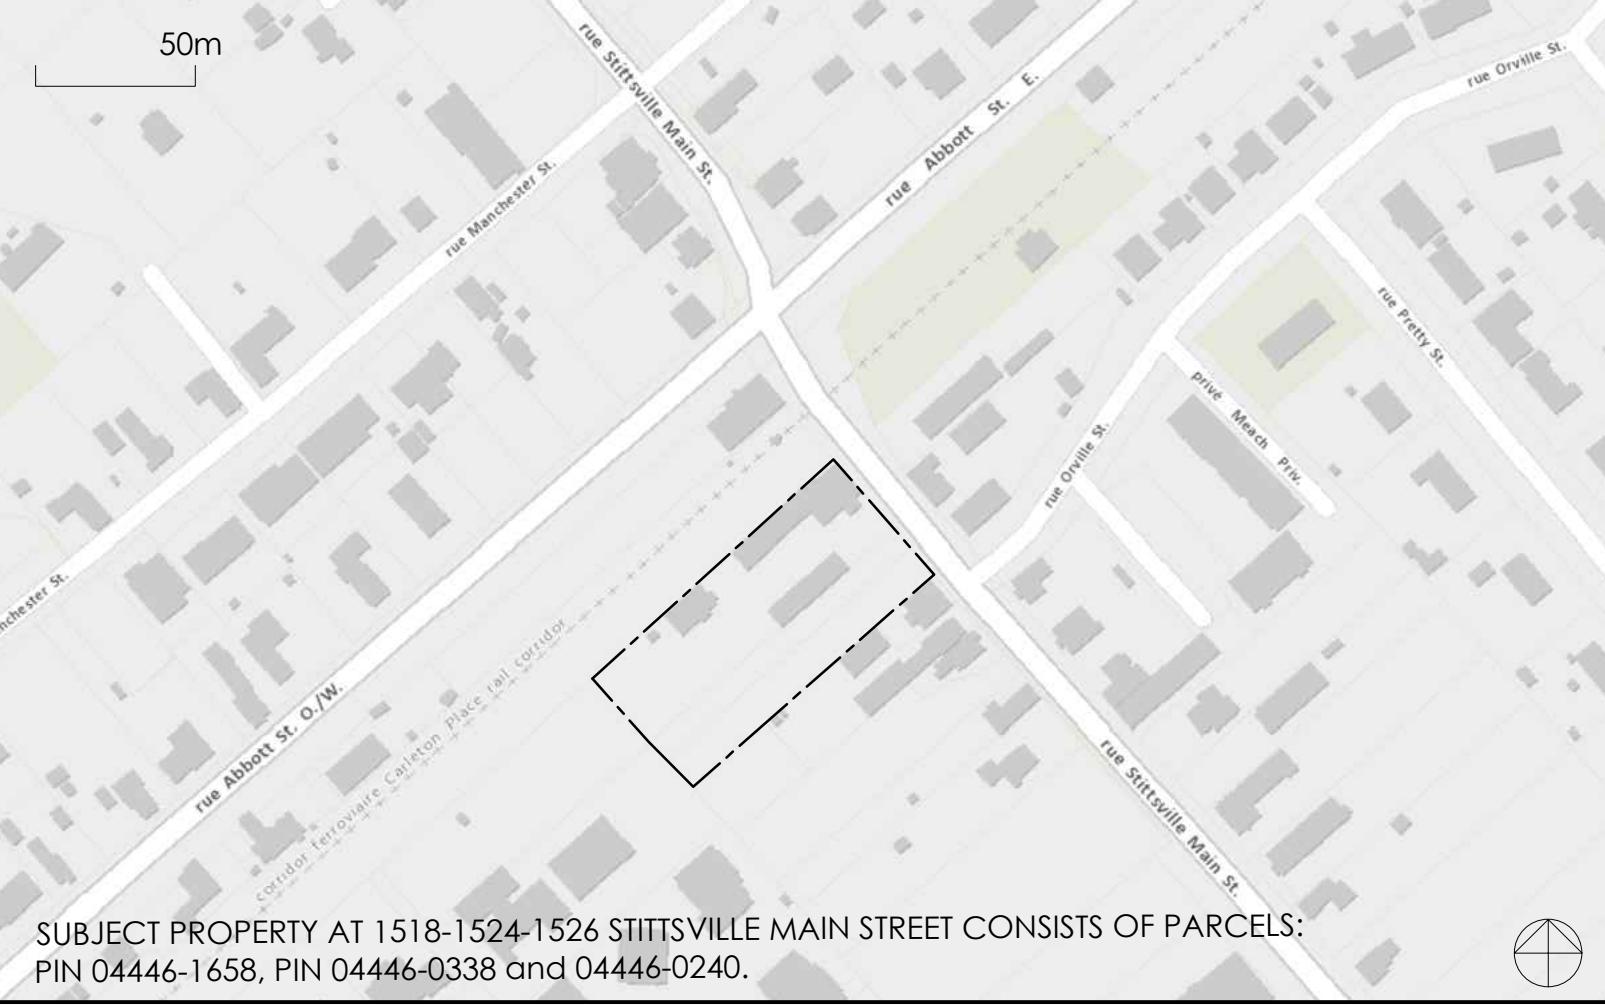 50m
rue Stittsville Main St.
rue Manchester St.
rue Abbott St. E.
rue Orville St.
rue Pretty St.
privé Meach Priv.
rue Orville St.
nchester St.
rue Abbott St. O./W.
corridor ferroviaire Carleton Place rail corridor
rue Stittsville Main St.
SUBJECT PROPERTY AT 1518-1524-1526 STITTSVILLE MAIN STREET CONSISTS OF PARCELS:
PIN 04446-1658, PIN 04446-0338 and 04446-0240.